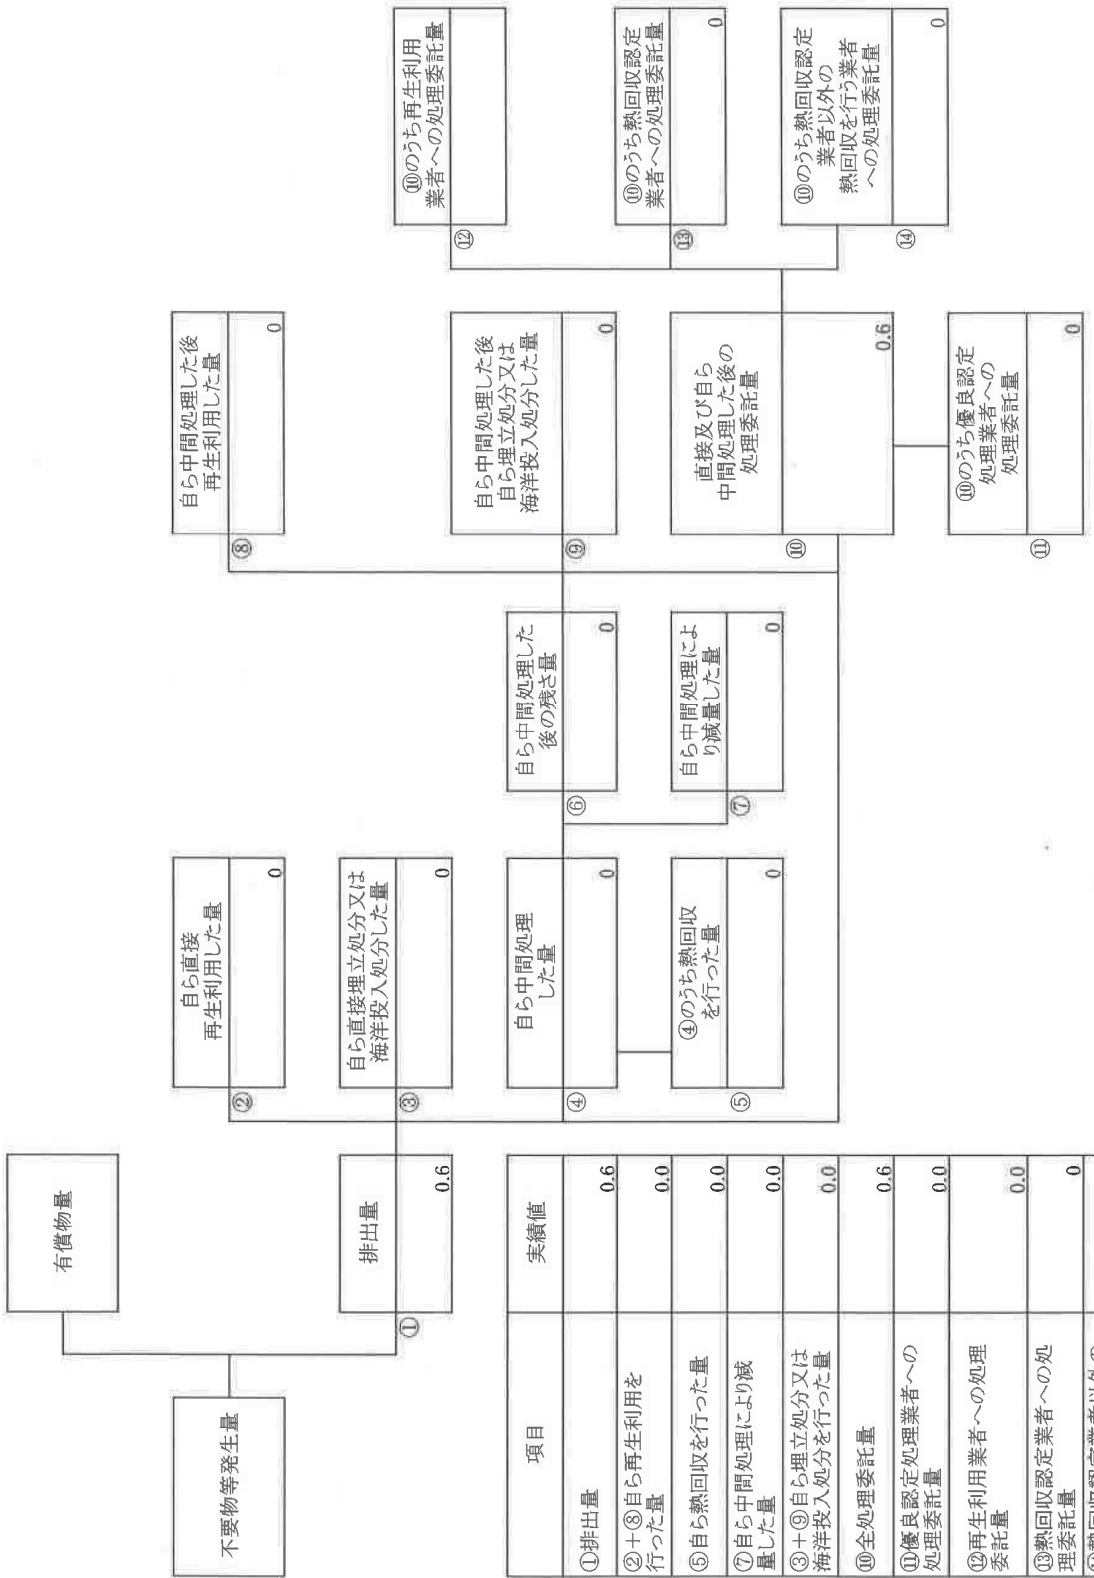 不要物等発生量
有償物量
①
排出量
0.6
②
自ら直接
再生利用した量
0
③
自ら直接埋立処分又は
海洋投入処分した量
0
④
自ら中間処理
した量
0
⑤
④のうち熱回収
を行った量
0
⑥
自ら中間処理した
後の残さ量
0
⑦
自ら中間処理によ
り減量した量
0
⑧
自ら中間処理した後
再生利用した量
0
⑨
自ら中間処理した後
自ら埋立処分又は
海洋投入処分した量
0
⑩
直接及び自ら
中間処理した後の
処理委託量
0.6
⑪
⑩のうち優良認定
処理業者への
処理委託量
0
⑫
⑩のうち再生利用
業者への処理委託量
⑬
⑩のうち熱回収認定
業者への処理委託量
0
⑭
⑩のうち熱回収認定
業者以外の
熱回収を行う業者
への処理委託量
0
項目
実績値
①排出量
0.6
②＋⑧自ら再生利用を
行った量
0.0
⑤自ら熱回収を行った量
0.0
⑦自ら中間処理により減
量した量
0.0
③＋⑨自ら埋立処分又は
海洋投入処分を行った量
0.0
⑩全処理委託量
0.6
⑪優良認定処理業者への
処理委託量
0.0
⑫再生利用業者への処理
委託量
0.0
⑬熱回収認定業者への処
理委託量
0